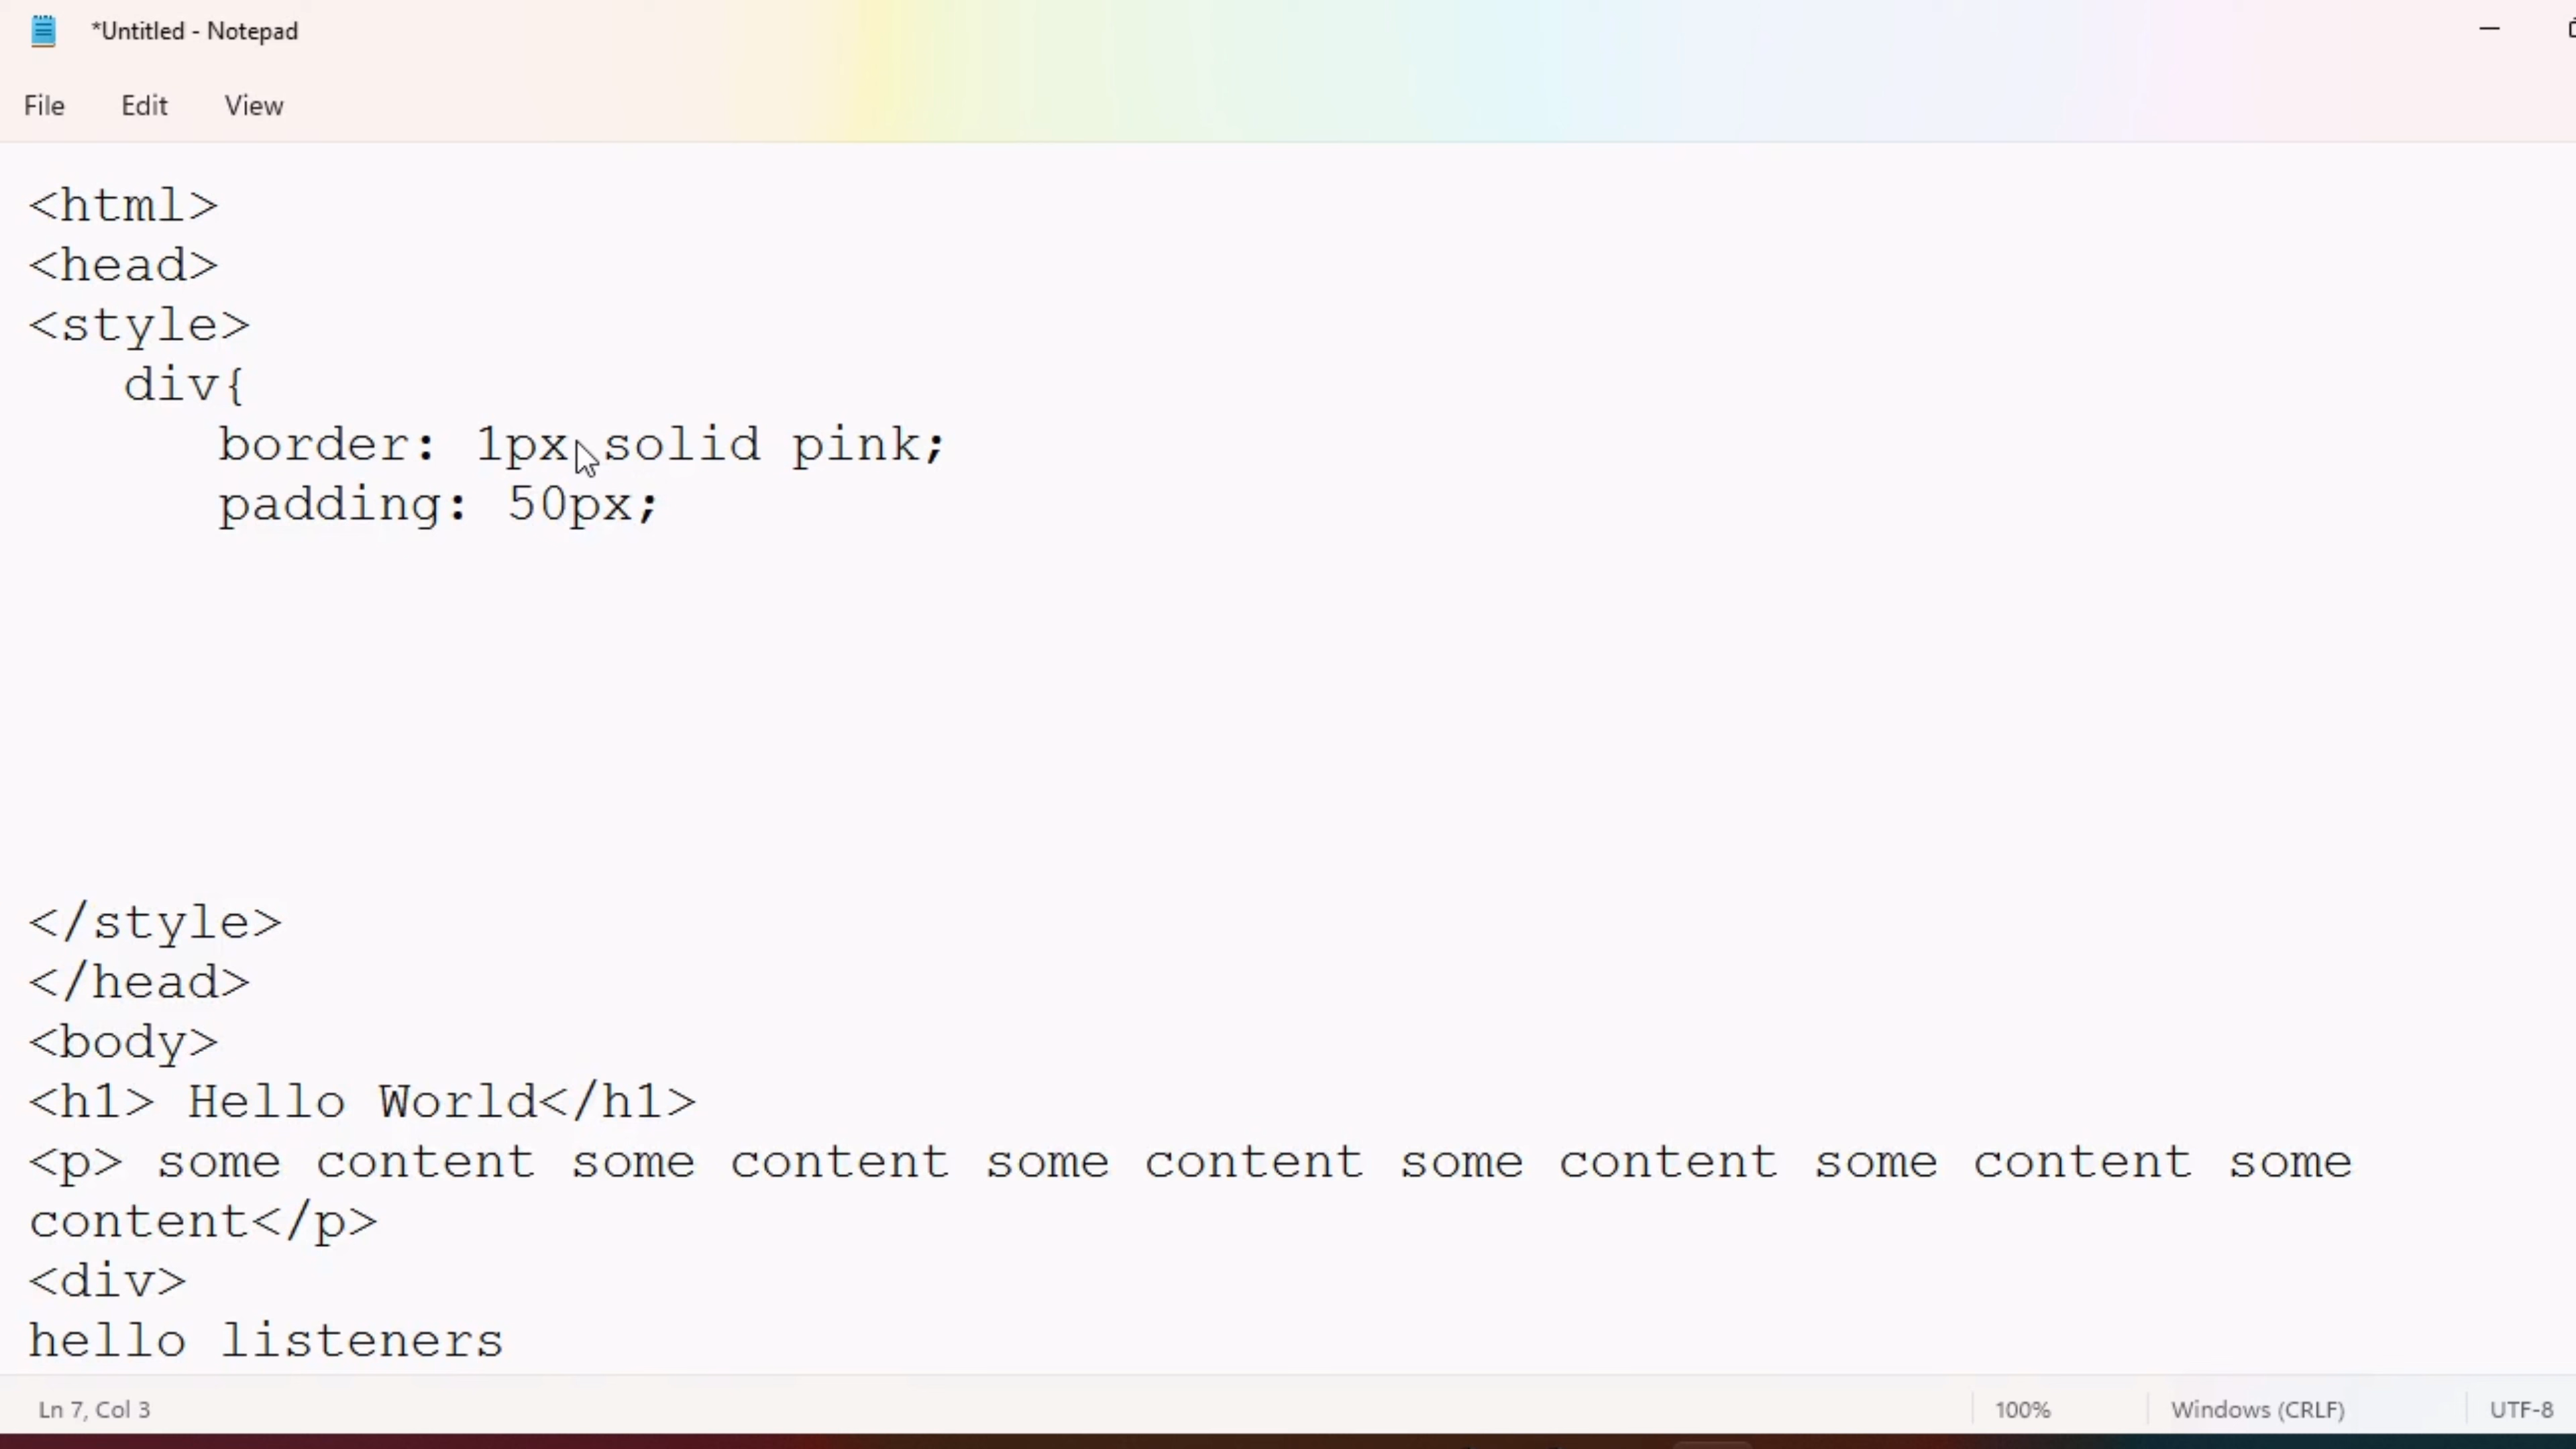 *Untitled - Notepad
File Edit View
<html>
<head>
<style>
   div{
      border: 1px solid pink;
      padding: 50px;
</style>
</head>
<body>
<h1> Hello World</h1>
<p> some content some content some content some content some content some
content</p>
<div>
hello listeners
Ln 7, Col 3 100% Windows (CRLF) UTF-8